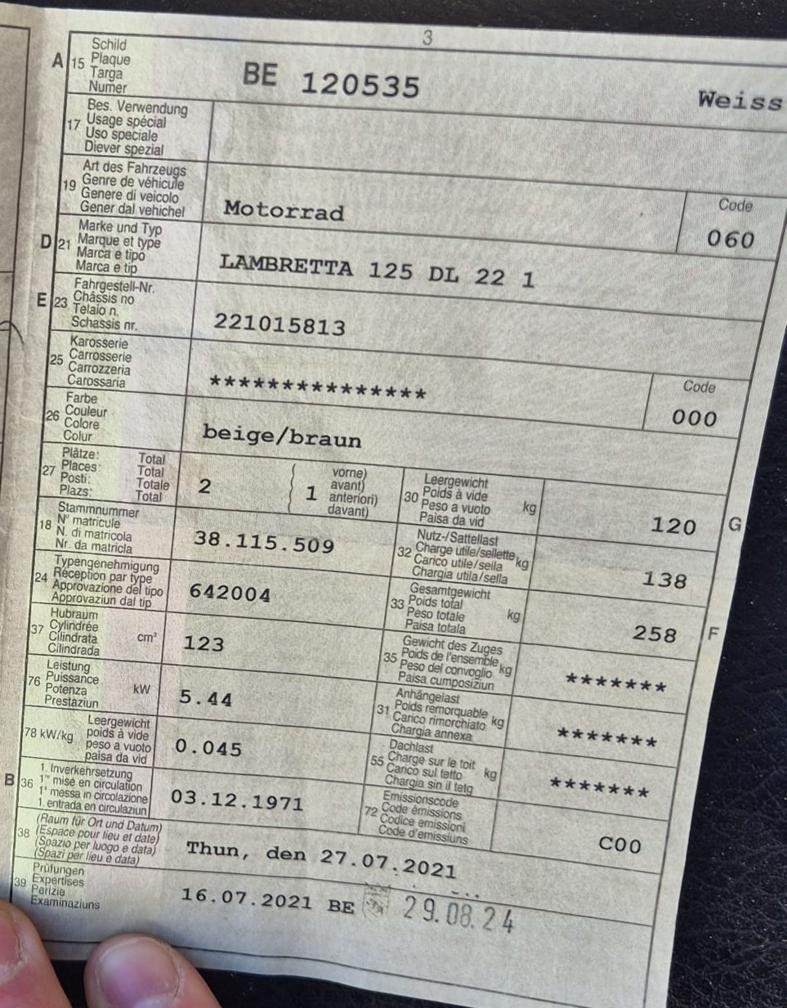 3
A 15 Schild
Plaque
Targa
Numer
BE 120535 Weiss
17 Bes. Verwendung
Usage spécial
Uso speciale
Diever spezial
19 Art des Fahrzeugs
Genre de véhicule
Genere di veicolo
Gener dal vehichel
Motorrad
Code
060
D 21 Marke und Typ
Marque et type
Marca e tipo
Marca e tip
LAMBRETTA 125 DL 22 1
E 23 Fahrgestell-Nr.
Châssis no
Telaio n.
Schassis nr.
221015813
25 Karosserie
Carrosserie
Carrozzeria
Carossaria
***************
Code
000
26 Farbe
Couleur
Colore
Colur
beige/braun
27 Plätze: Total
Places: Total
Posti: Totale
Plazs: Total
2
( 1 vorne)
avant)
anteriori)
davant)
30 Leergewicht
Poids à vide
Peso a vuoto
Paisa da vid
kg
120 G
18 Stammnummer
N° matricule
N. di matricola
Nr. da matricla
38.115.509
32 Nutz-/Sattellast
Charge utile/sellette
Carico utile/sella
Chargia utila/sella
kg
138
24 Typengenehmigung
Réception par type
Approvazione del tipo
Approvaziun dal tip
642004
33 Gesamtgewicht
Poids total
Peso totale
Paisa totala
kg
258 F
37 Hubraum
Cylindrée
Cilindrata
Cilindrada
cm³
123
35 Gewicht des Zuges
Poids de l'ensemble
Peso del convoglio
Paisa cumposiziun
kg
*******
76 Leistung
Puissance
Potenza
Prestaziun
kW
5.44
31 Anhängelast
Poids remorquable
Carico rimorchiato
Chargia annexa
kg
*******
78 kW/kg Leergewicht
poids à vide
peso a vuoto
paisa da vid
0.045
55 Dachlast
Charge sur le toit
Carico sul tetto
Chargia sin il tetg
kg
*******
B 36 1. Inverkehrsetzung
1re mise en circulation
1a messa in circolazione
1. entrada en circulaziun
03.12.1971
72 Emissionscode
Code émissions
Codice emissioni
Code d'emissiuns
C00
38 (Raum für Ort und Datum)
(Espace pour lieu et date)
(Spazio per luogo e data)
(Spazi per lieu e data)
Thun, den 27.07.2021
39 Prüfungen
Expertises
Perizie
Examinaziuns
16.07.2021 BE 29.08.24